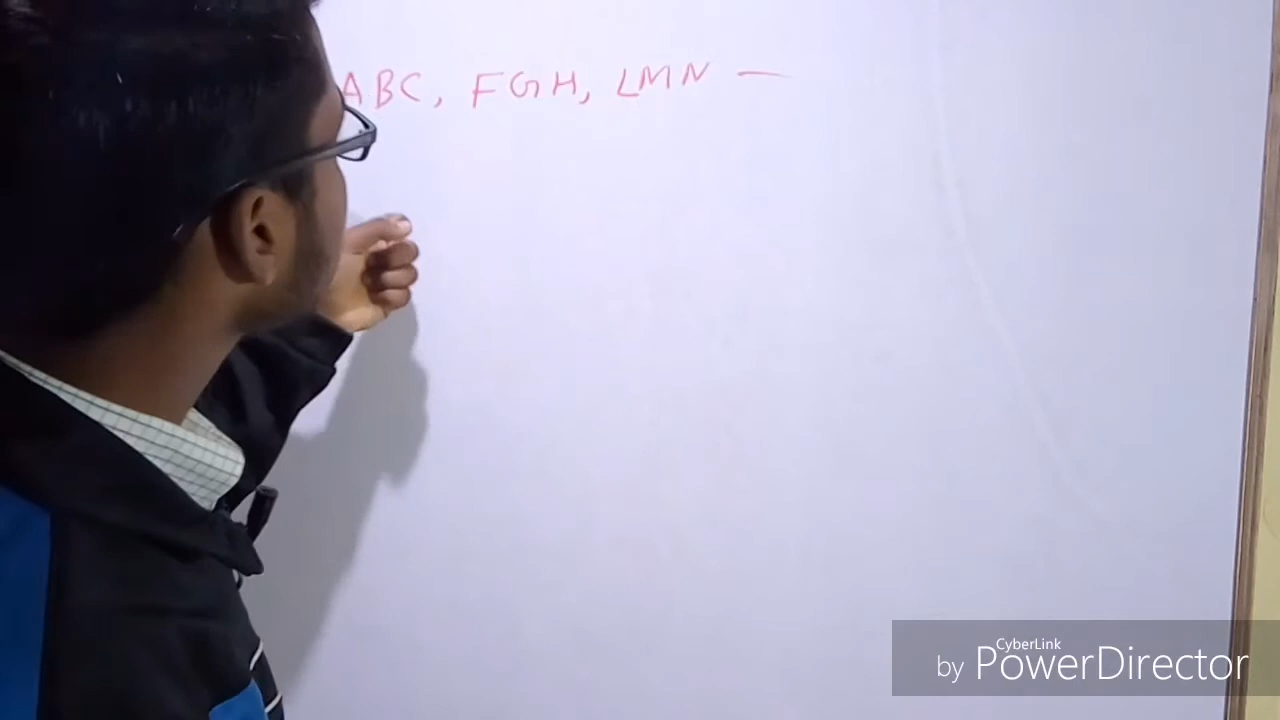 ABC, FGH, LMN —
CyberLink
by PowerDirector